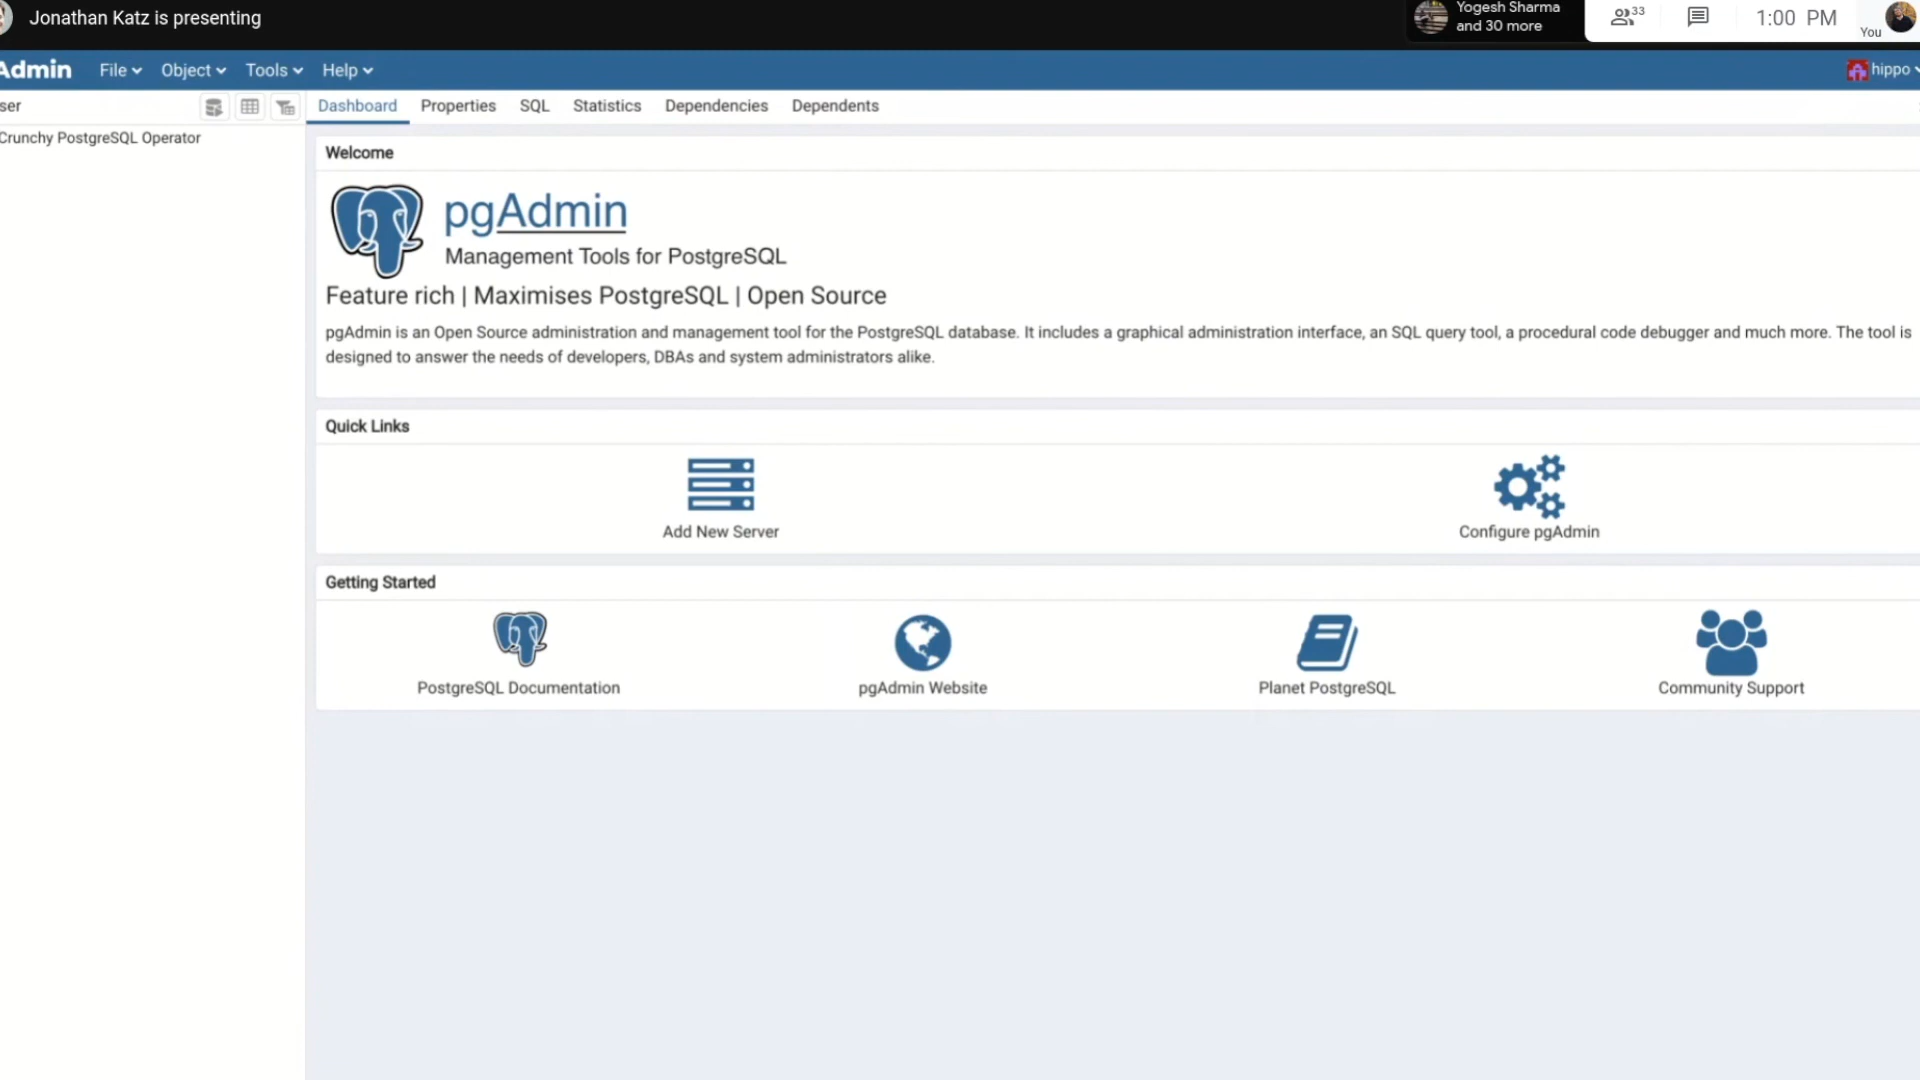 Jonathan Katz is presenting
Yogesh Sharma
and 30 more
33
1:00 PM
You
Admin
File
Object
Tools
Help
hippo
ser
Dashboard
Properties
SQL
Statistics
Dependencies
Dependents
Crunchy PostgreSQL Operator
Welcome
pgAdmin
Management Tools for PostgreSQL
Feature rich | Maximises PostgreSQL | Open Source
pgAdmin is an Open Source administration and management tool for the PostgreSQL database. It includes a graphical administration interface, an SQL query tool, a procedural code debugger and much more. The tool is
designed to answer the needs of developers, DBAs and system administrators alike.
Quick Links
Add New Server
Configure pgAdmin
Getting Started
PostgreSQL Documentation
pgAdmin Website
Planet PostgreSQL
Community Support